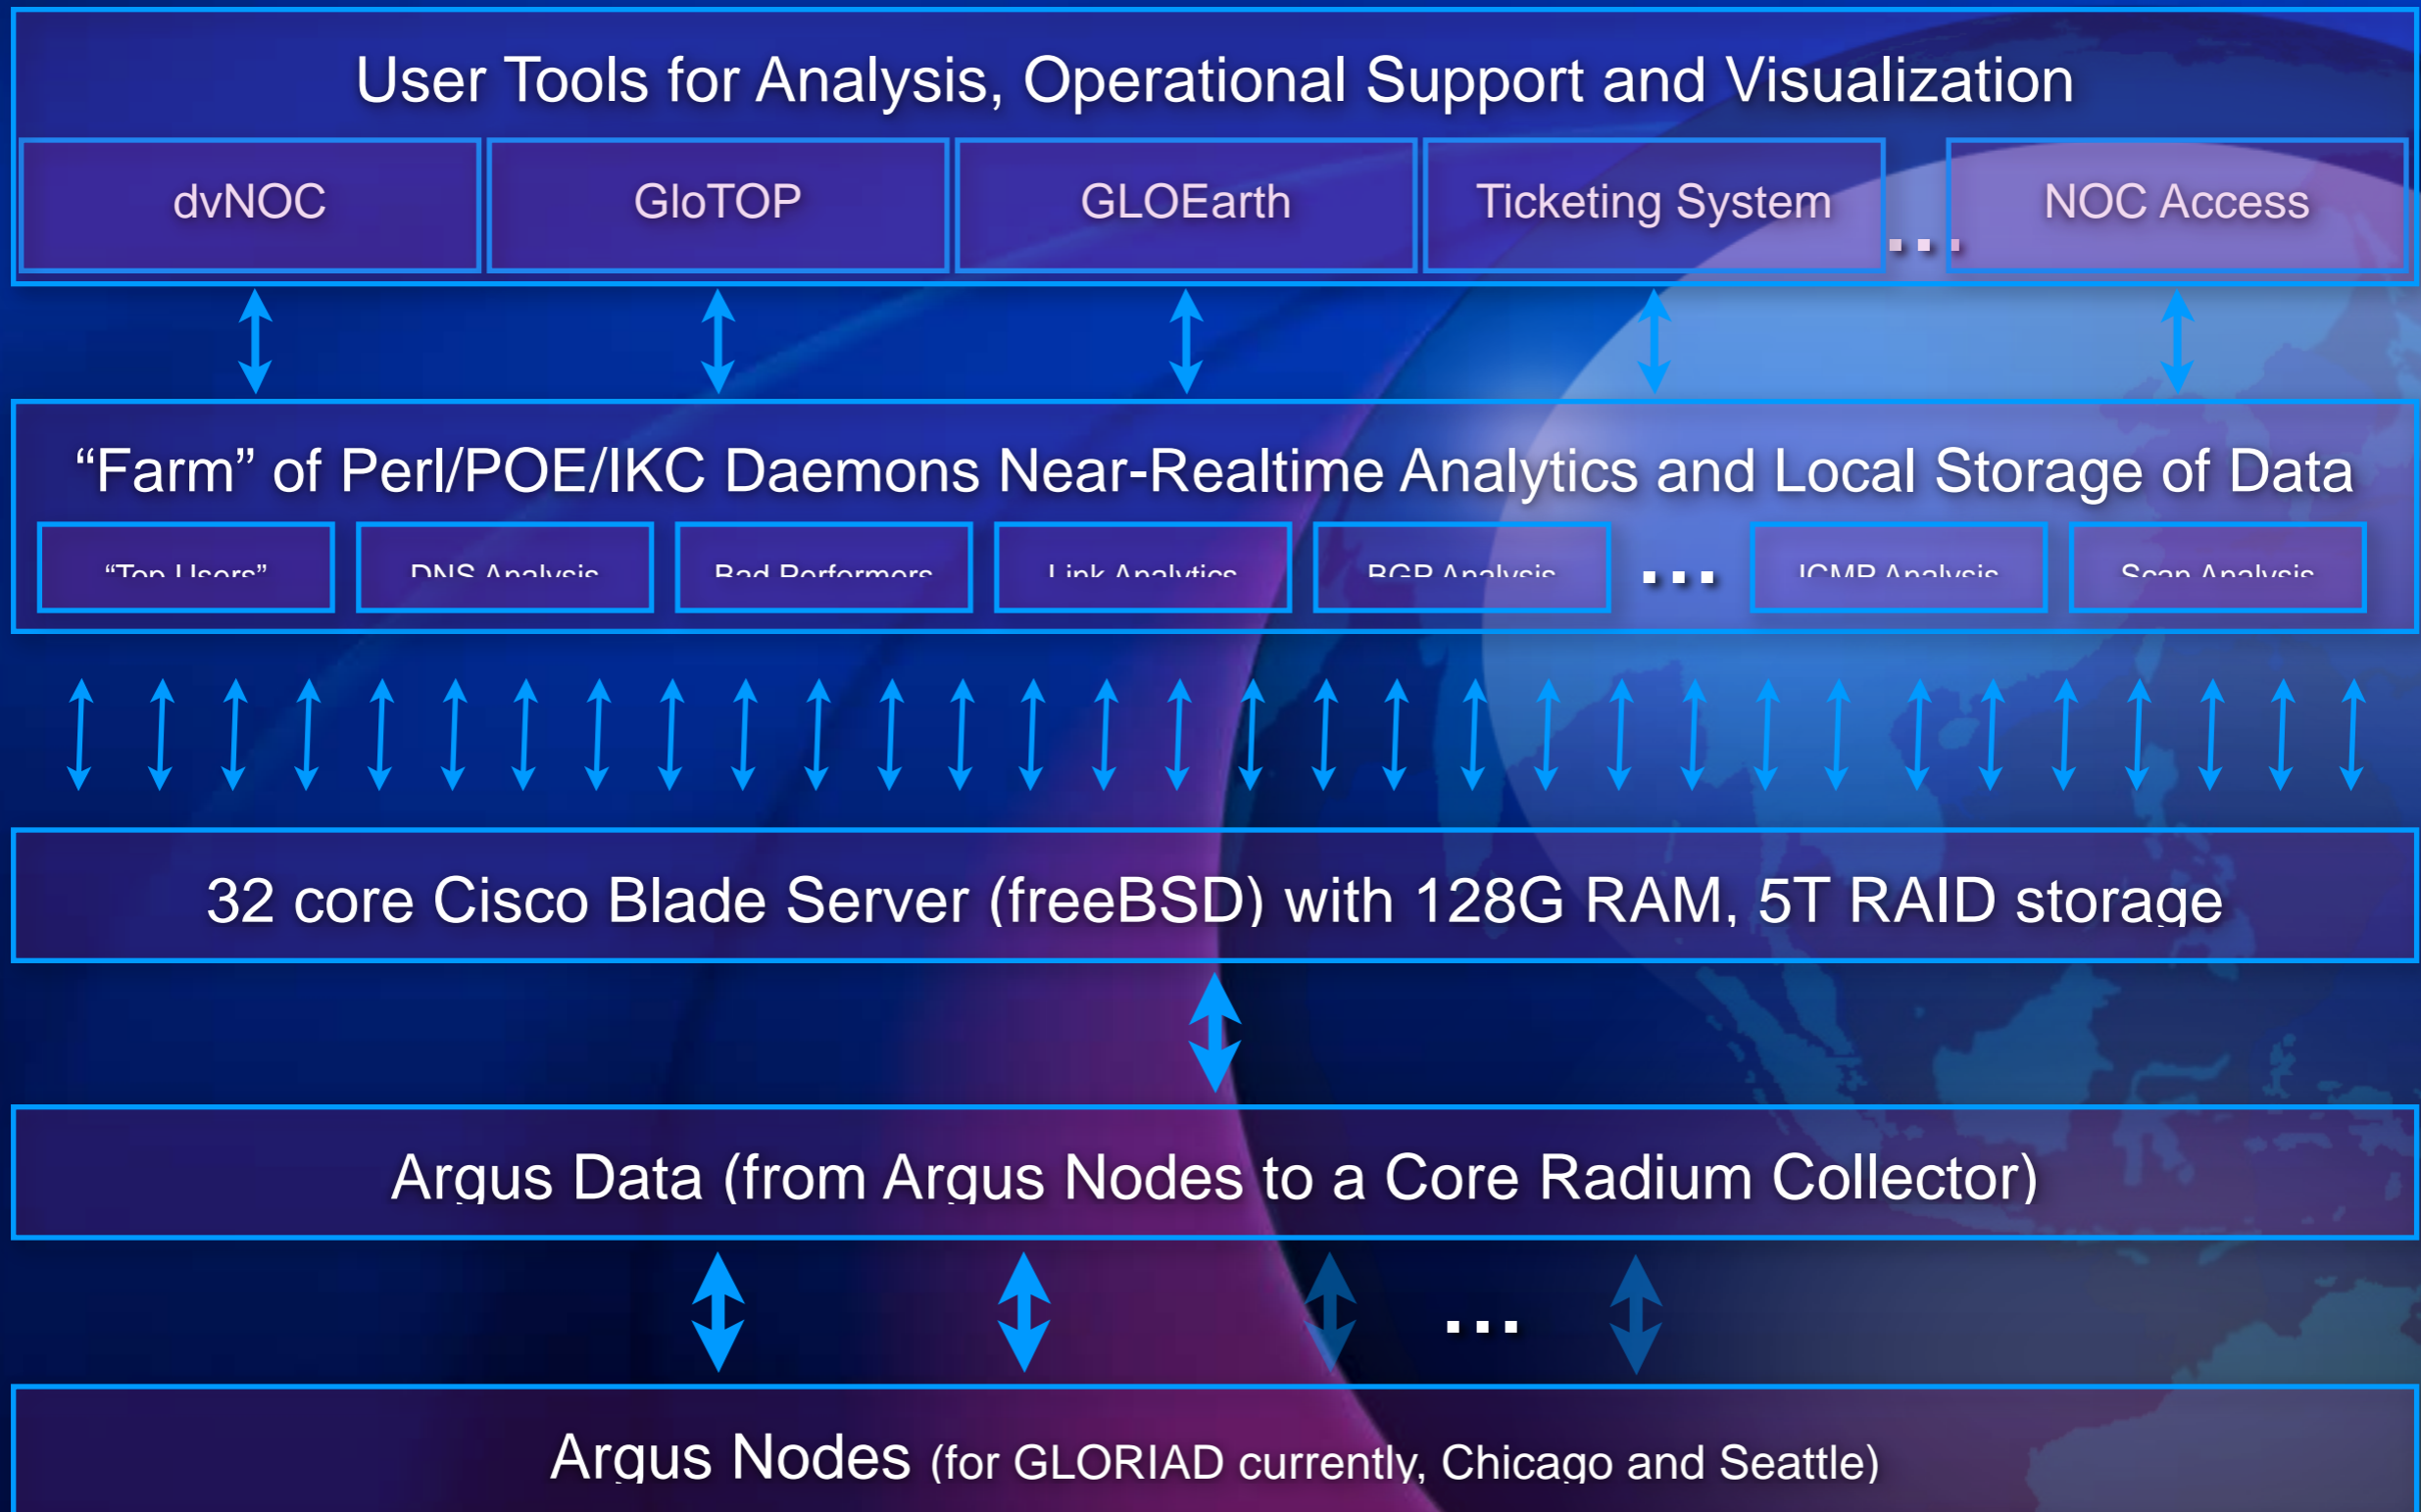 User Tools for Analysis, Operational Support and Visualization
dvNOC
GloTOP
GLOEarth
Ticketing System
...
NOC Access
“Farm” of Perl/POE/IKC Daemons Near-Realtime Analytics and Local Storage of Data
“Top Users”
DNS Analysis
Bad Performers
Link Analytics
BGP Analysis
...
ICMP Analysis
Scan Analysis
32 core Cisco Blade Server (freeBSD) with 128G RAM, 5T RAID storage
Argus Data (from Argus Nodes to a Core Radium Collector)
...
Argus Nodes (for GLORIAD currently, Chicago and Seattle)